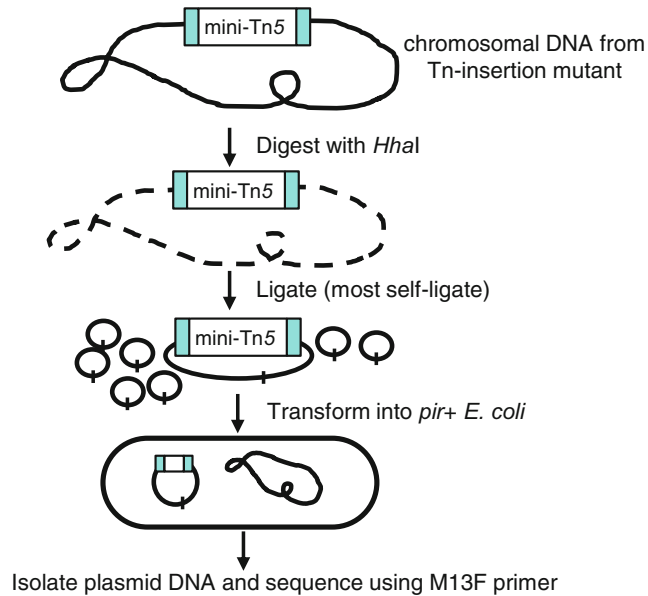 mini-Tn5
chromosomal DNA from
Tn-insertion mutant
Digest with HhaI
mini-Tn5
Ligate (most self-ligate)
mini-Tn5
Transform into pir+ E. coli
Isolate plasmid DNA and sequence using M13F primer